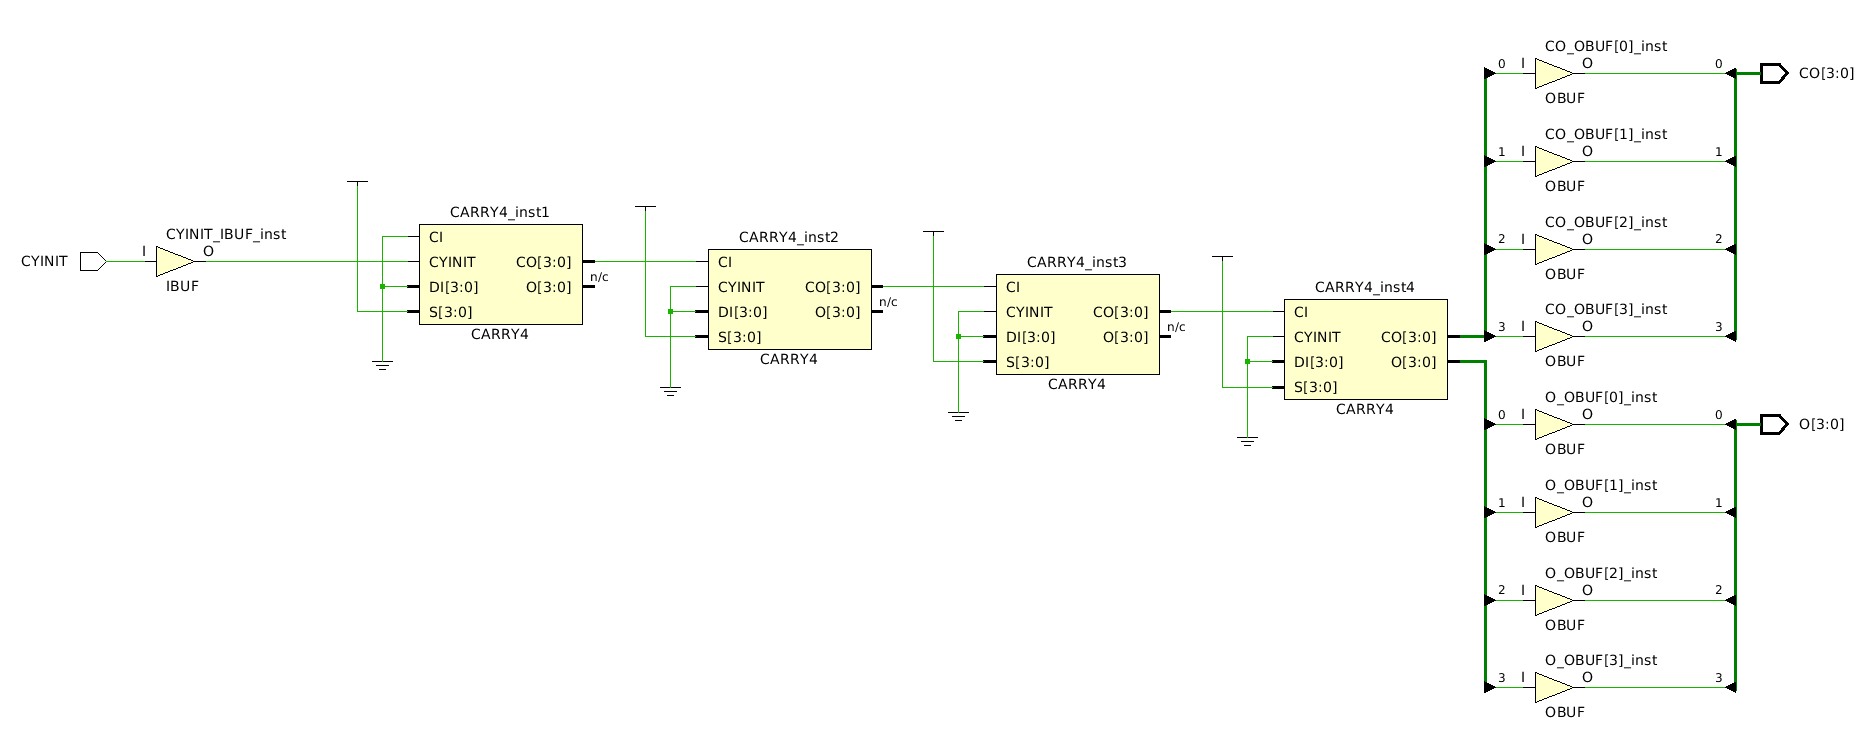 CYINIT
CYINIT_IBUF_inst
I
O
IBUF
CARRY4_inst1
CI
CYINIT
CO[3:0]
DI[3:0]
O[3:0]
n/c
S[3:0]
CARRY4
CARRY4_inst2
CI
CYINIT
CO[3:0]
DI[3:0]
O[3:0]
n/c
S[3:0]
CARRY4
CARRY4_inst3
CI
CYINIT
CO[3:0]
DI[3:0]
O[3:0]
n/c
S[3:0]
CARRY4
CARRY4_inst4
CI
CYINIT
CO[3:0]
DI[3:0]
O[3:0]
S[3:0]
CARRY4
CO_OBUF[0]_inst
0 I O 0
OBUF
CO[3:0]
CO_OBUF[1]_inst
1 I O 1
OBUF
CO_OBUF[2]_inst
2 I O 2
OBUF
CO_OBUF[3]_inst
3 I O 3
OBUF
O_OBUF[0]_inst
0 I O 0
OBUF
O[3:0]
O_OBUF[1]_inst
1 I O 1
OBUF
O_OBUF[2]_inst
2 I O 2
OBUF
O_OBUF[3]_inst
3 I O 3
OBUF